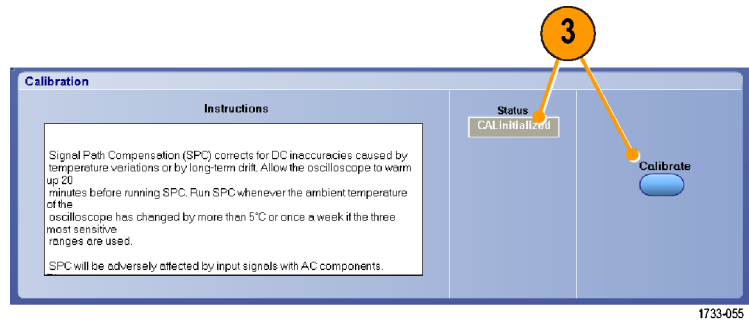 3
Calibration
Instructions
Status
CALinitialized
Signal Path Compensation (SPC) corrects for DC inaccuracies caused by
temperature variations or by long-term drift. Allow the oscilloscope to warm
up 20
minutes before running SPC. Run SPC whenever the ambient temperature
of the
oscilloscope has changed by more than 5°C or once a week if the three
most sensitive
ranges are used.
SPC will be adversely affected by input signals with AC components.
Calibrate
1733-055